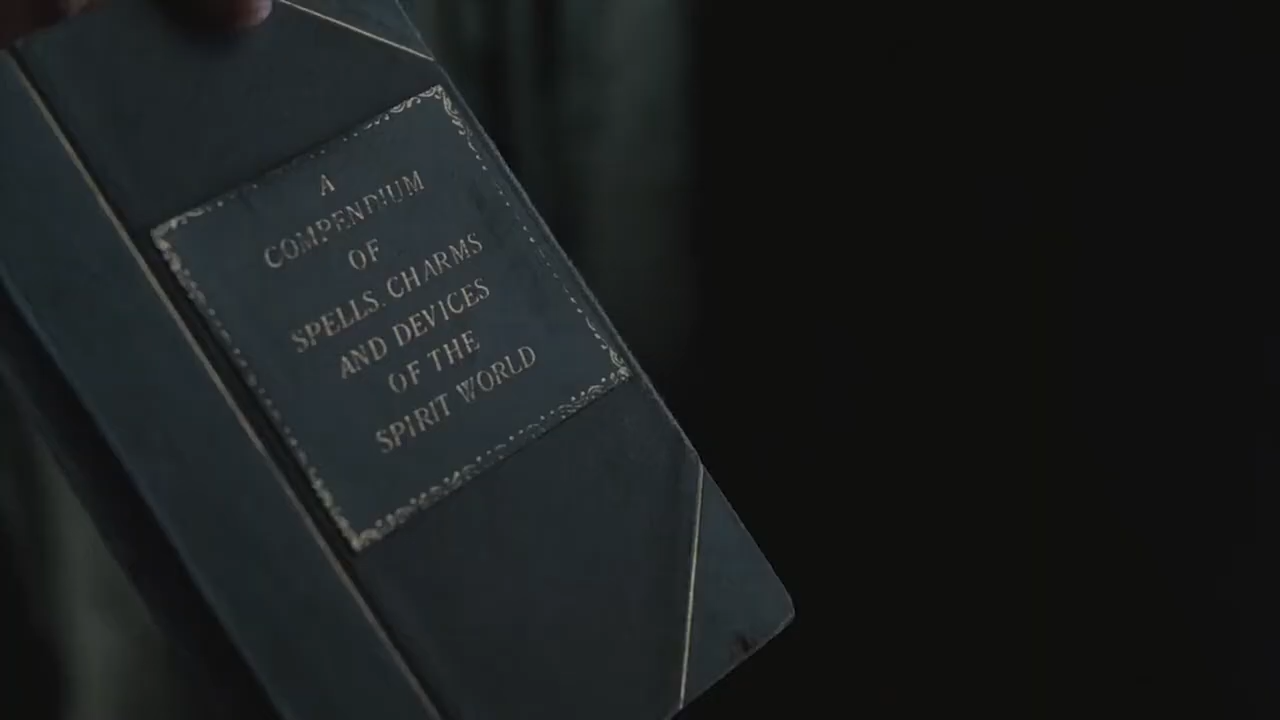 A
COMPENDIUM
OF
SPELLS. CHARMS
AND DEVICES
OF THE
SPIRIT WORLD